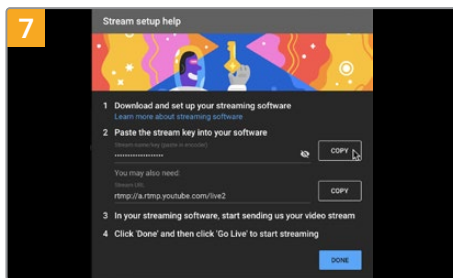 7
Stream setup help
1 Download and set up your streaming software
Learn more about streaming software
2 Paste the stream key into your software
Stream name/key (paste in encoder)
••••••••••••••••••••
COPY
You may also need:
Stream URL
rtmp://a.rtmp.youtube.com/live2
COPY
3 In your streaming software, start sending us your video stream
4 Click 'Done' and then click 'Go Live' to start streaming
DONE